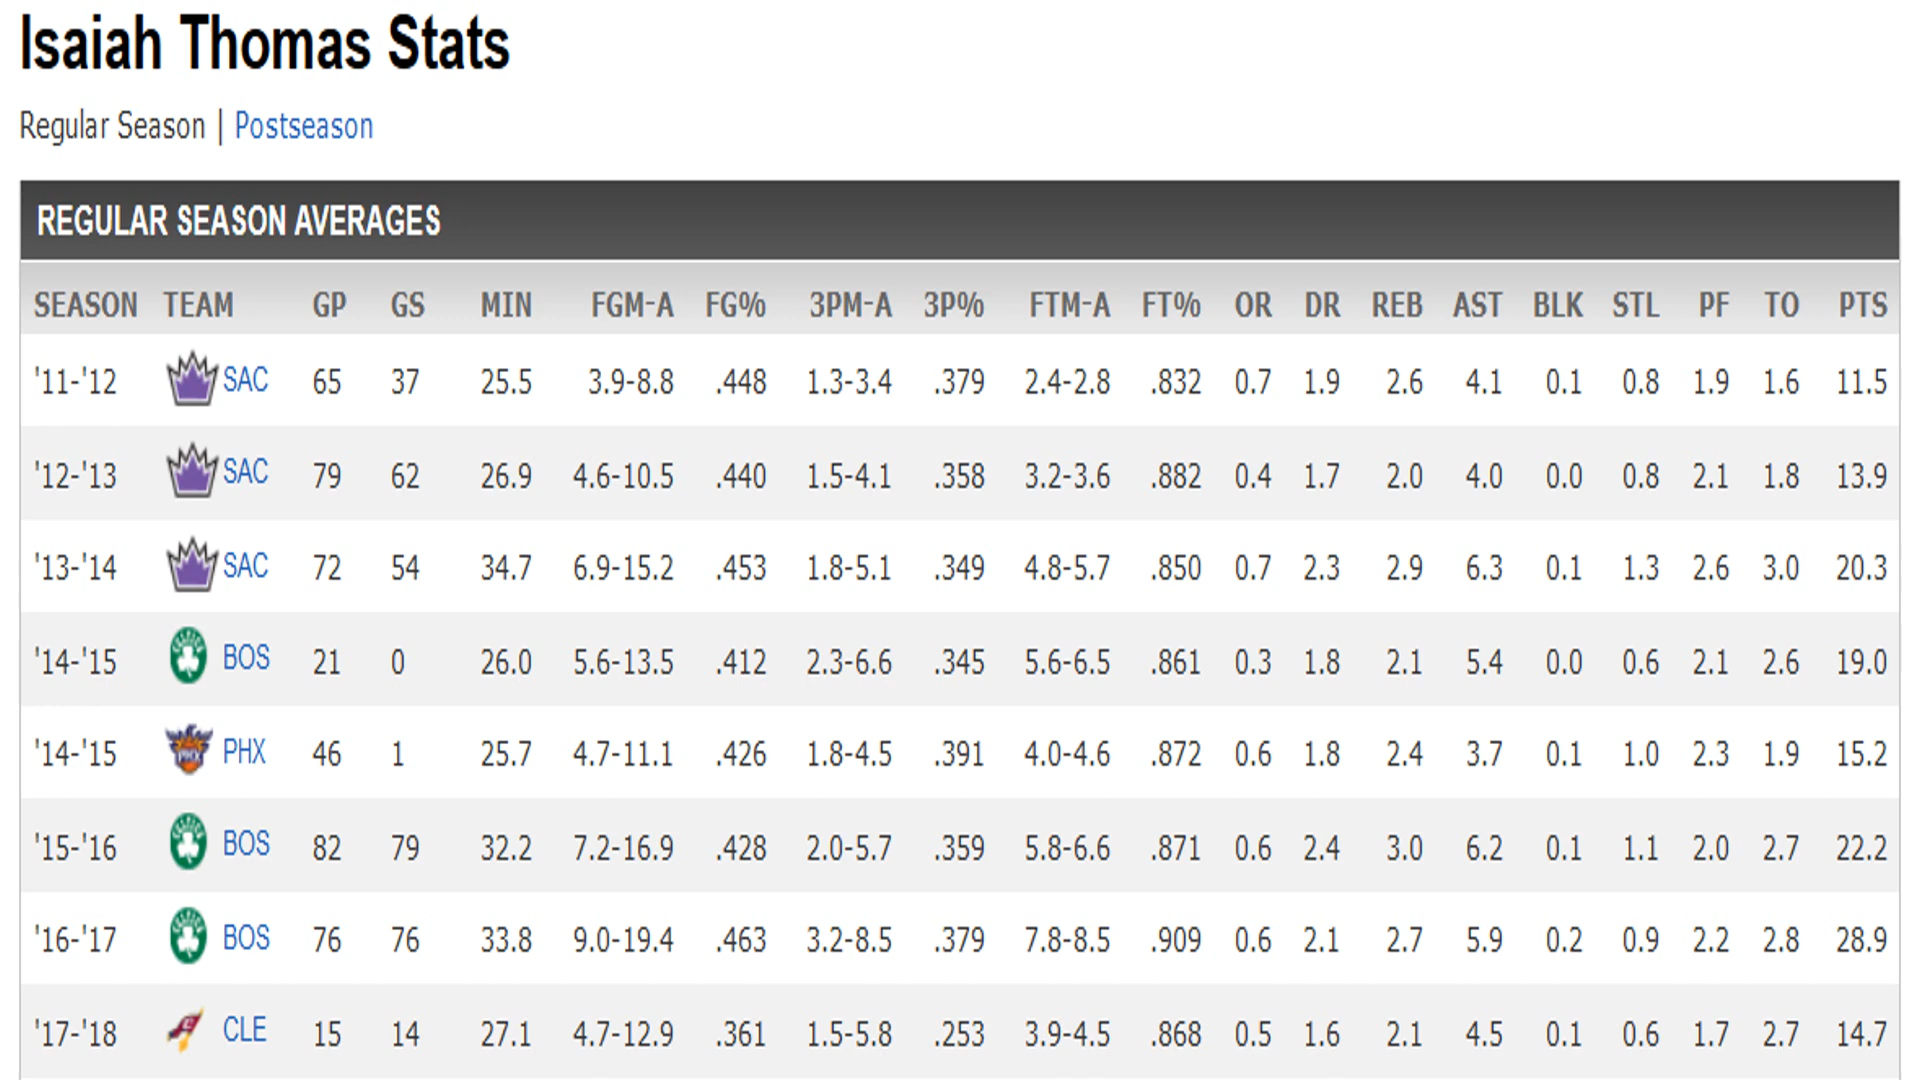 Isaiah Thomas Stats
Regular Season | Postseason
REGULAR SEASON AVERAGES
SEASON TEAM GP GS MIN FGM-A FG% 3PM-A 3P% FTM-A FT% OR DR REB AST BLK STL PF TO PTS
'11-'12 SAC 65 37 25.5 3.9-8.8 .448 1.3-3.4 .379 2.4-2.8 .832 0.7 1.9 2.6 4.1 0.1 0.8 1.9 1.6 11.5
'12-'13 SAC 79 62 26.9 4.6-10.5 .440 1.5-4.1 .358 3.2-3.6 .882 0.4 1.7 2.0 4.0 0.0 0.8 2.1 1.8 13.9
'13-'14 SAC 72 54 34.7 6.9-15.2 .453 1.8-5.1 .349 4.8-5.7 .850 0.7 2.3 2.9 6.3 0.1 1.3 2.6 3.0 20.3
'14-'15 BOS 21 0 26.0 5.6-13.5 .412 2.3-6.6 .345 5.6-6.5 .861 0.3 1.8 2.1 5.4 0.0 0.6 2.1 2.6 19.0
'14-'15 PHX 46 1 25.7 4.7-11.1 .426 1.8-4.5 .391 4.0-4.6 .872 0.6 1.8 2.4 3.7 0.1 1.0 2.3 1.9 15.2
'15-'16 BOS 82 79 32.2 7.2-16.9 .428 2.0-5.7 .359 5.8-6.6 .871 0.6 2.4 3.0 6.2 0.1 1.1 2.0 2.7 22.2
'16-'17 BOS 76 76 33.8 9.0-19.4 .463 3.2-8.5 .379 7.8-8.5 .909 0.6 2.1 2.7 5.9 0.2 0.9 2.2 2.8 28.9
'17-'18 CLE 15 14 27.1 4.7-12.9 .361 1.5-5.8 .253 3.9-4.5 .868 0.5 1.6 2.1 4.5 0.1 0.6 1.7 2.7 14.7